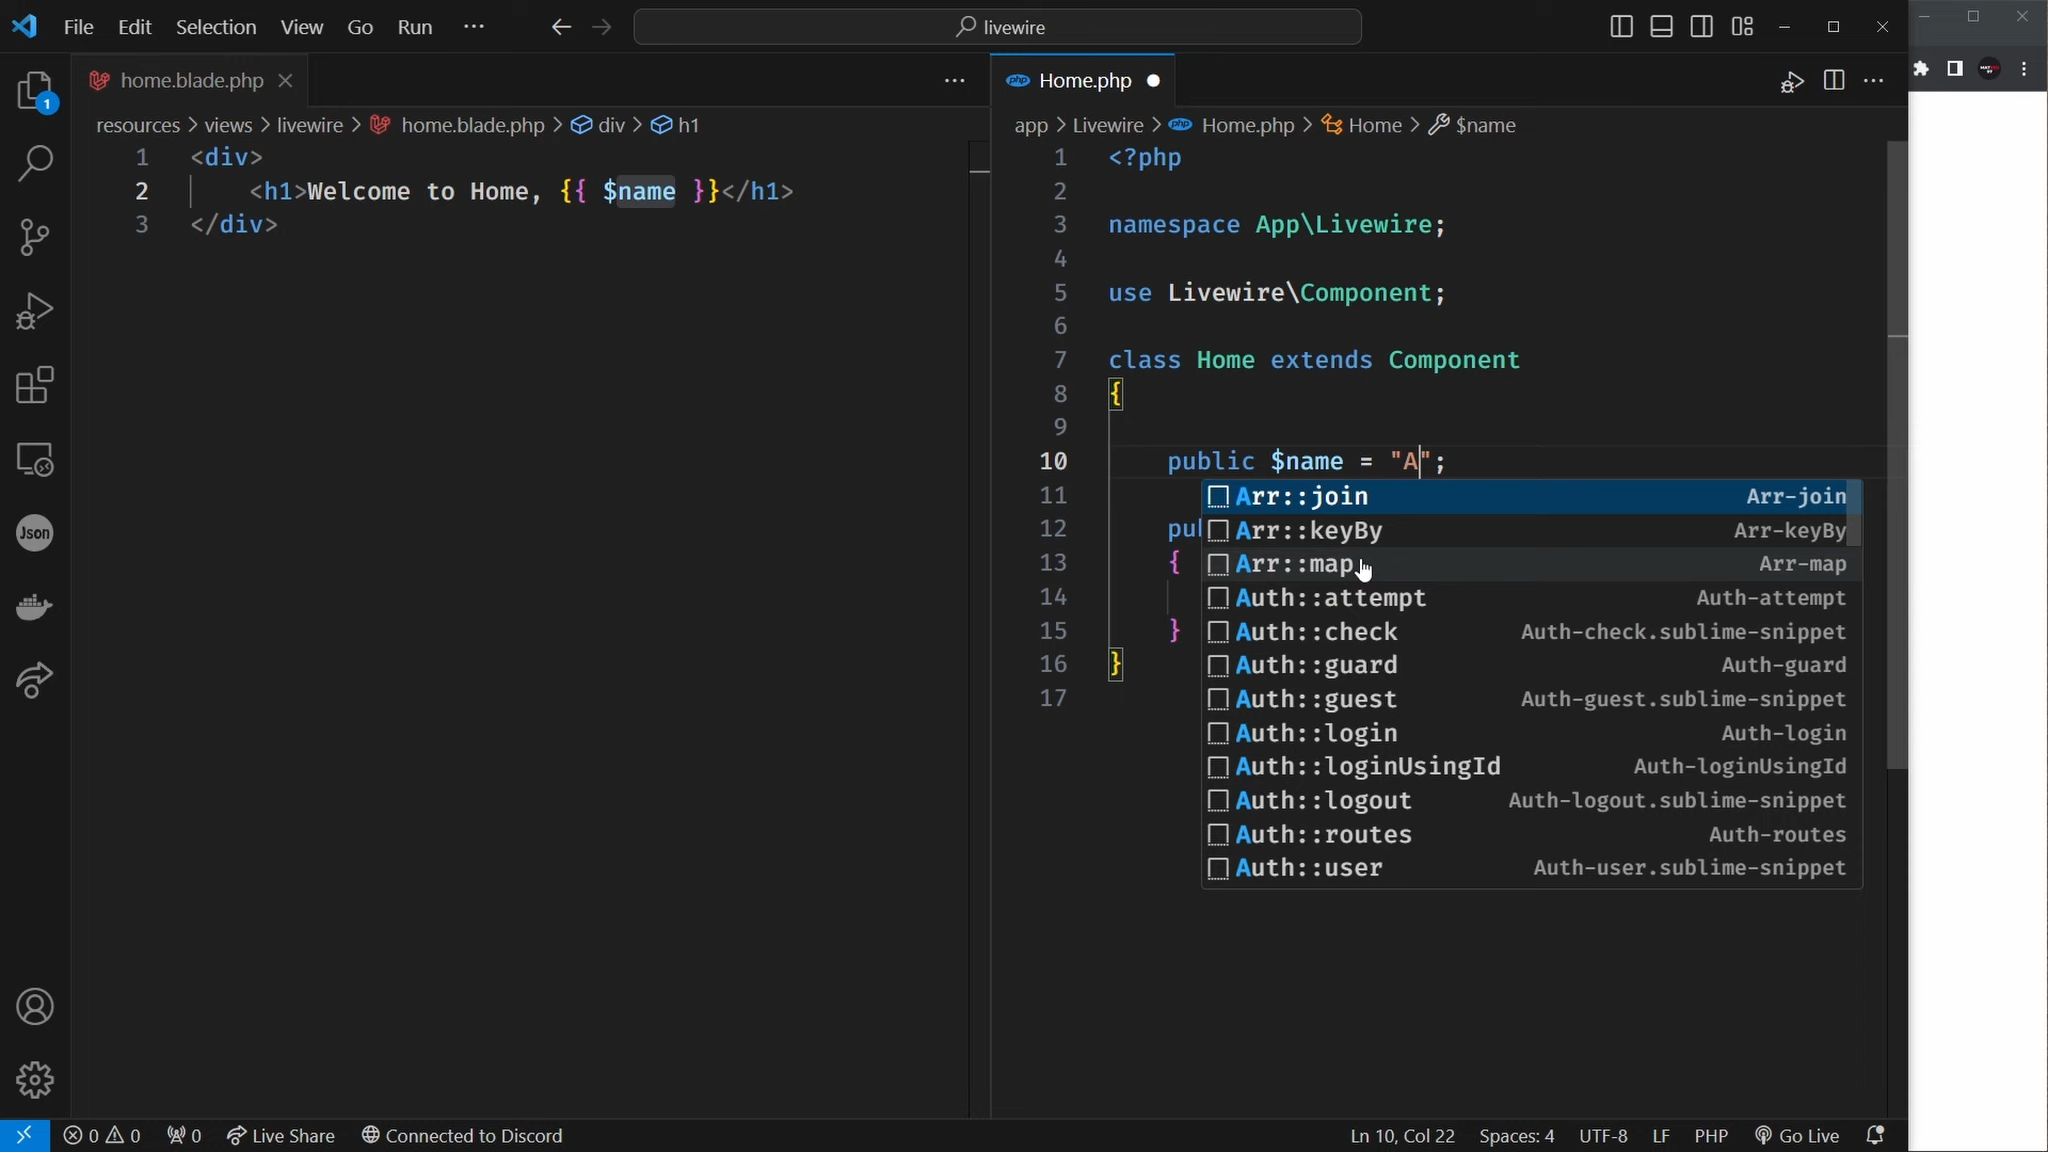 File Edit Selection View Go Run ··· livewire
home.blade.php
resources > views > livewire > home.blade.php > div > h1
1 <div>
2 <h1>Welcome to Home, {{ $name }}</h1>
3 </div>
Home.php
app > Livewire > Home.php > Home > $name
1 <?php
2
3 namespace App\Livewire;
4
5 use Livewire\Component;
6
7 class Home extends Component
8 {
9
10 public $name = "A";
11
12 pu
13 {
14
15 }
16 }
17
Arr::join Arr-join
Arr::keyBy Arr-keyBy
Arr::map Arr-map
Auth::attempt Auth-attempt
Auth::check Auth-check.sublime-snippet
Auth::guard Auth-guard
Auth::guest Auth-guest.sublime-snippet
Auth::login Auth-login
Auth::loginUsingId Auth-loginUsingId
Auth::logout Auth-logout.sublime-snippet
Auth::routes Auth-routes
Auth::user Auth-user.sublime-snippet
1
Json
0 0 0 Live Share Connected to Discord Ln 10, Col 22 Spaces: 4 UTF-8 LF PHP Go Live